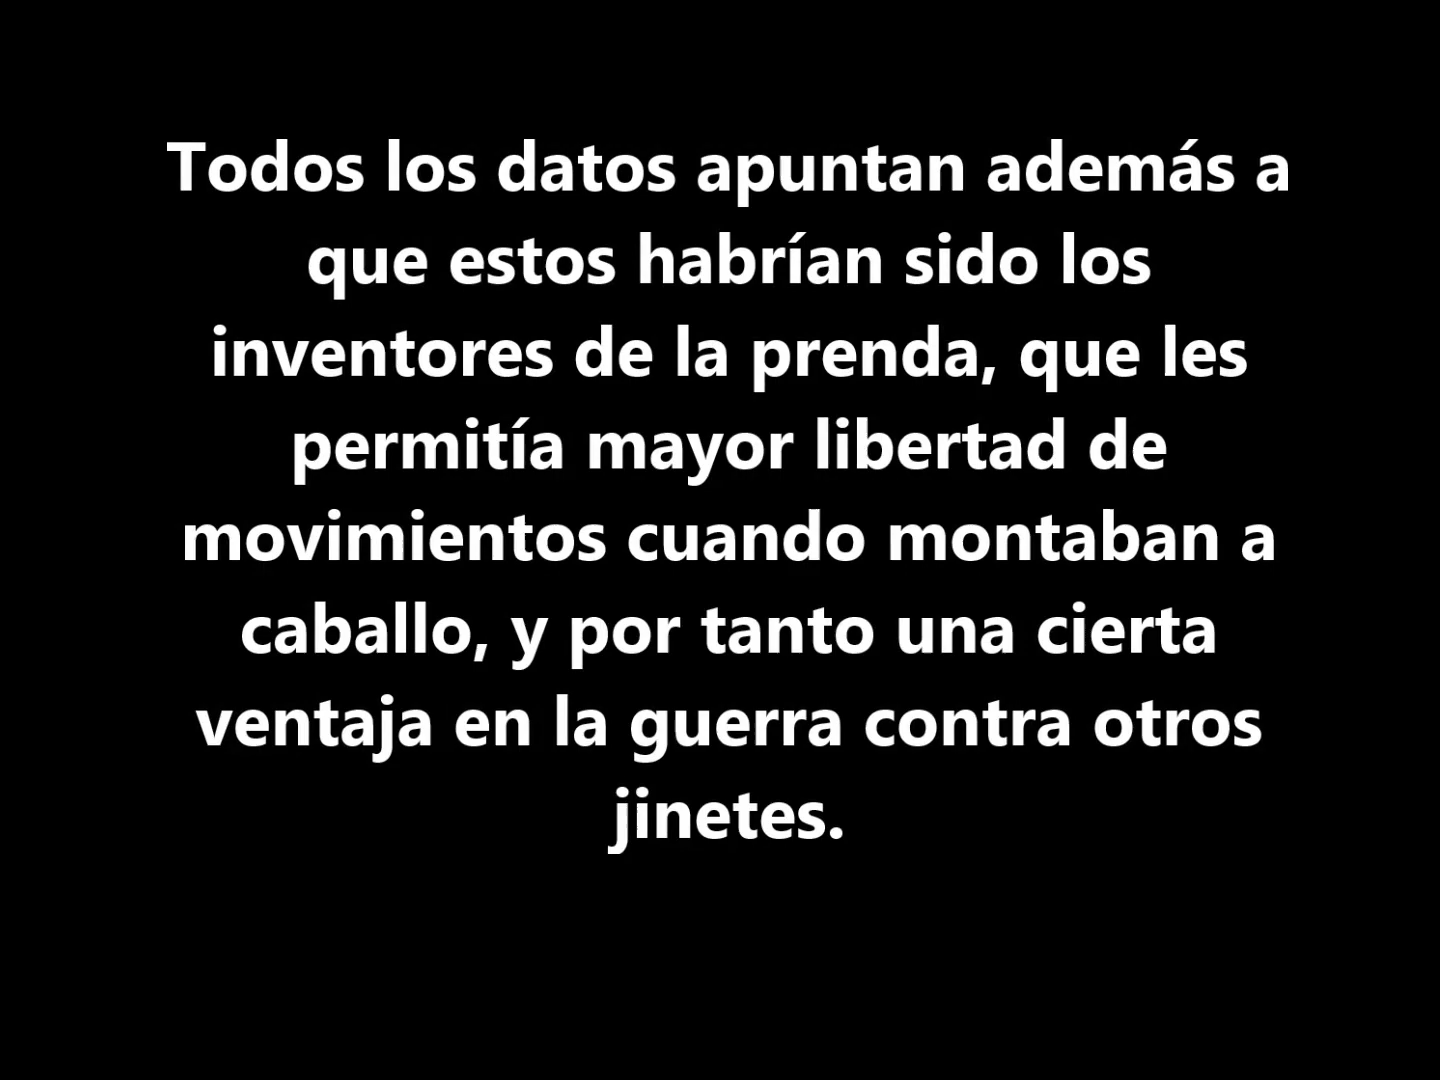 Todos los datos apuntan además a
que estos habrían sido los
inventores de la prenda, que les
permitía mayor libertad de
movimientos cuando montaban a
caballo, y por tanto una cierta
ventaja en la guerra contra otros
jinetes.